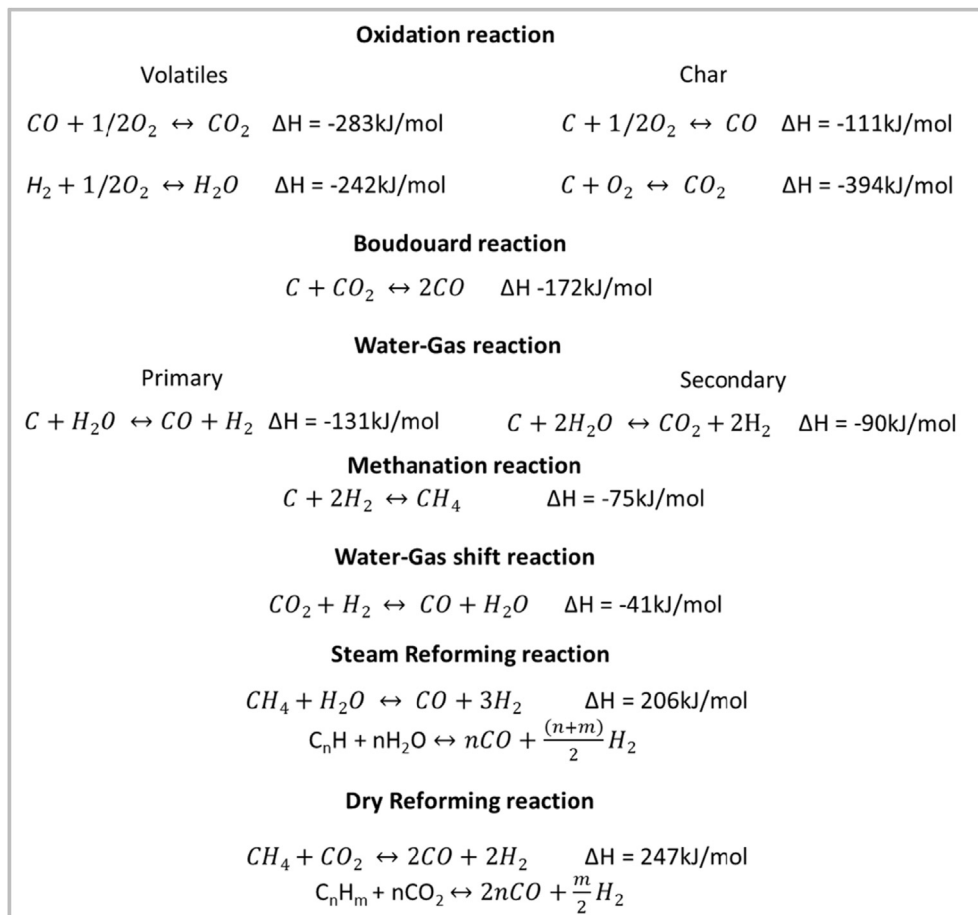 Oxidation reaction
Volatiles Char
CO + 1/2O₂ ↔ CO₂ ΔH = -283kJ/mol C + 1/2O₂ ↔ CO ΔH = -111kJ/mol
H₂ + 1/2O₂ ↔ H₂O ΔH = -242kJ/mol C + O₂ ↔ CO₂ ΔH = -394kJ/mol
Boudouard reaction
C + CO₂ ↔ 2CO ΔH -172kJ/mol
Water-Gas reaction
Primary Secondary
C + H₂O ↔ CO + H₂ ΔH = -131kJ/mol C + 2H₂O ↔ CO₂ + 2H₂ ΔH = -90kJ/mol
Methanation reaction
C + 2H₂ ↔ CH₄ ΔH = -75kJ/mol
Water-Gas shift reaction
CO₂ + H₂ ↔ CO + H₂O ΔH = -41kJ/mol
Steam Reforming reaction
CH₄ + H₂O ↔ CO + 3H₂ ΔH = 206kJ/mol
CₙH + nH₂O ↔ nCO + (n+m)/2 H₂
Dry Reforming reaction
CH₄ + CO₂ ↔ 2CO + 2H₂ ΔH = 247kJ/mol
CₙHₘ + nCO₂ ↔ 2nCO + m/2 H₂